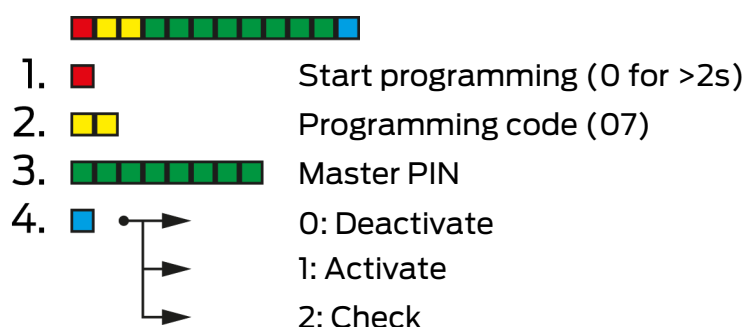 1. Start programming (0 for >2s)
2. Programming code (07)
3. Master PIN
4. 0: Deactivate
1: Activate
2: Check